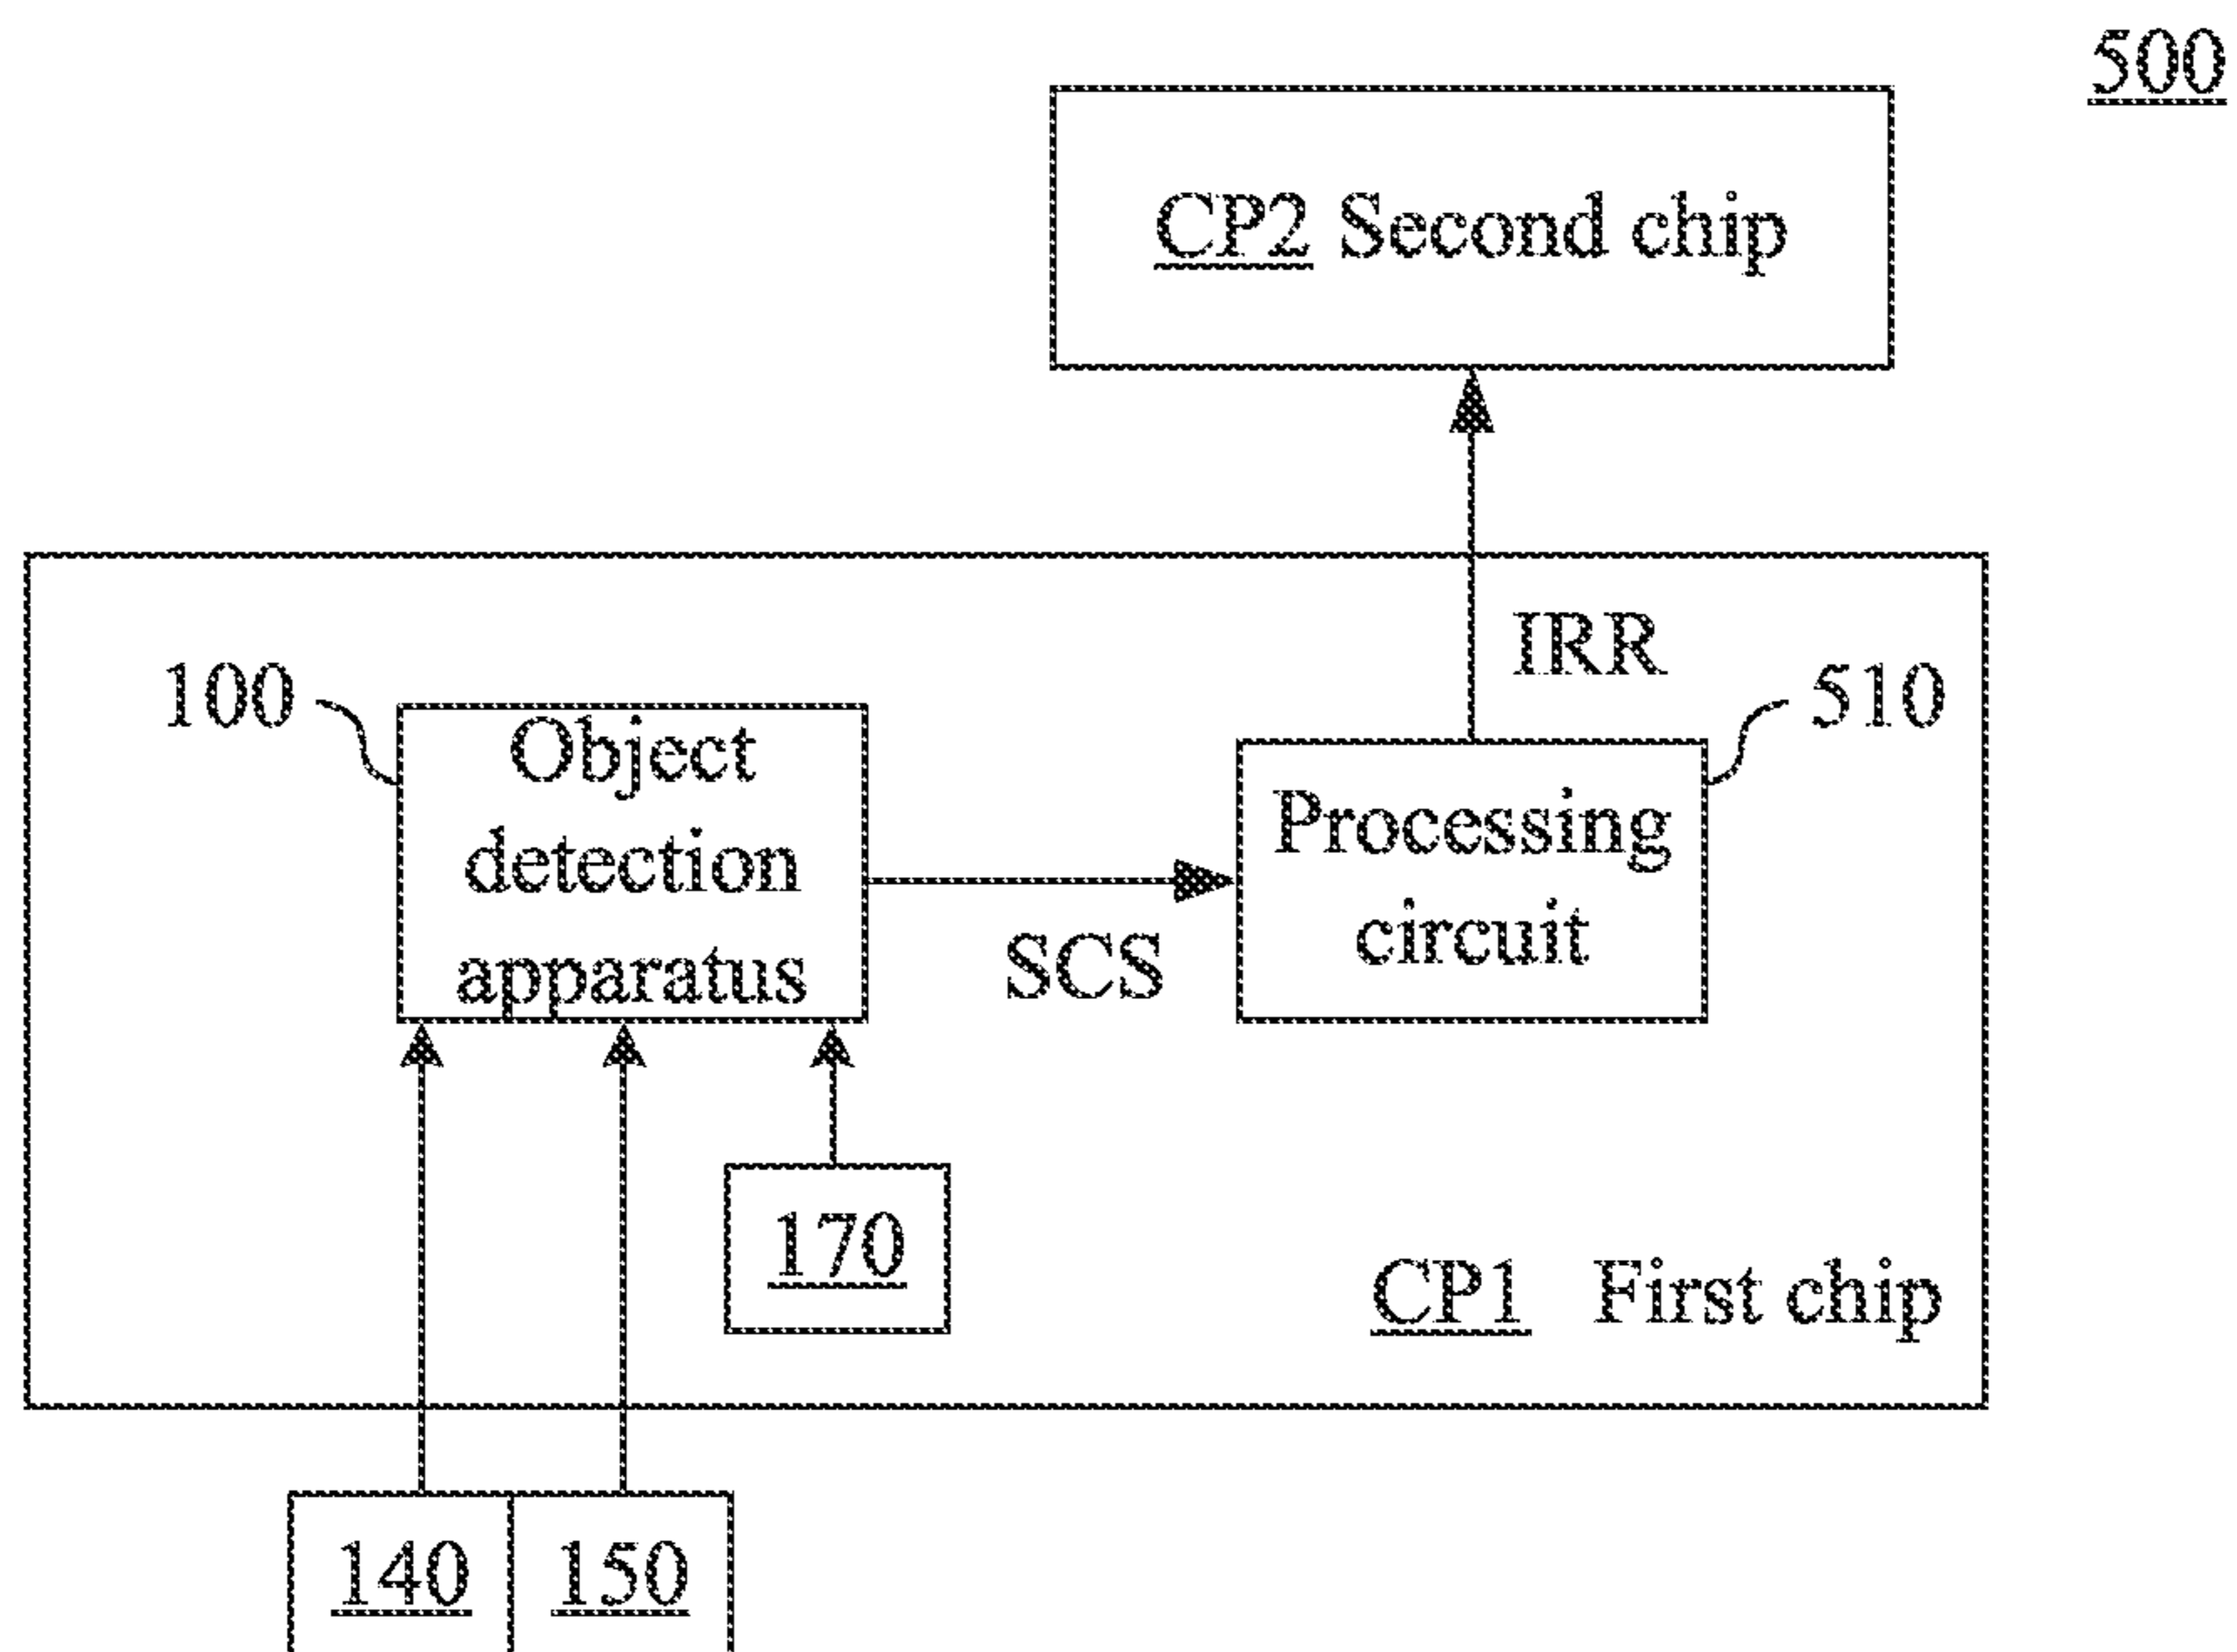 500
CP2 Second chip
IRR
100
510
Object
detection
apparatus
Processing
circuit
SCS
170
CP1 First chip
140
150